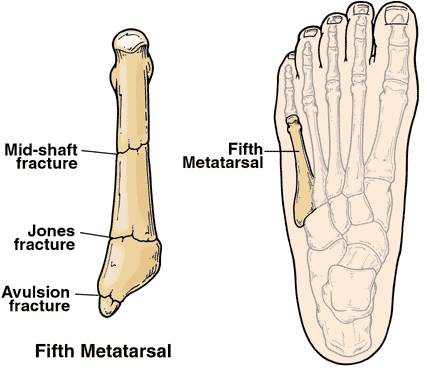 Mid-shaft
fracture
Jones
fracture
Avulsion
fracture
Fifth Metatarsal
Fifth
Metatarsal